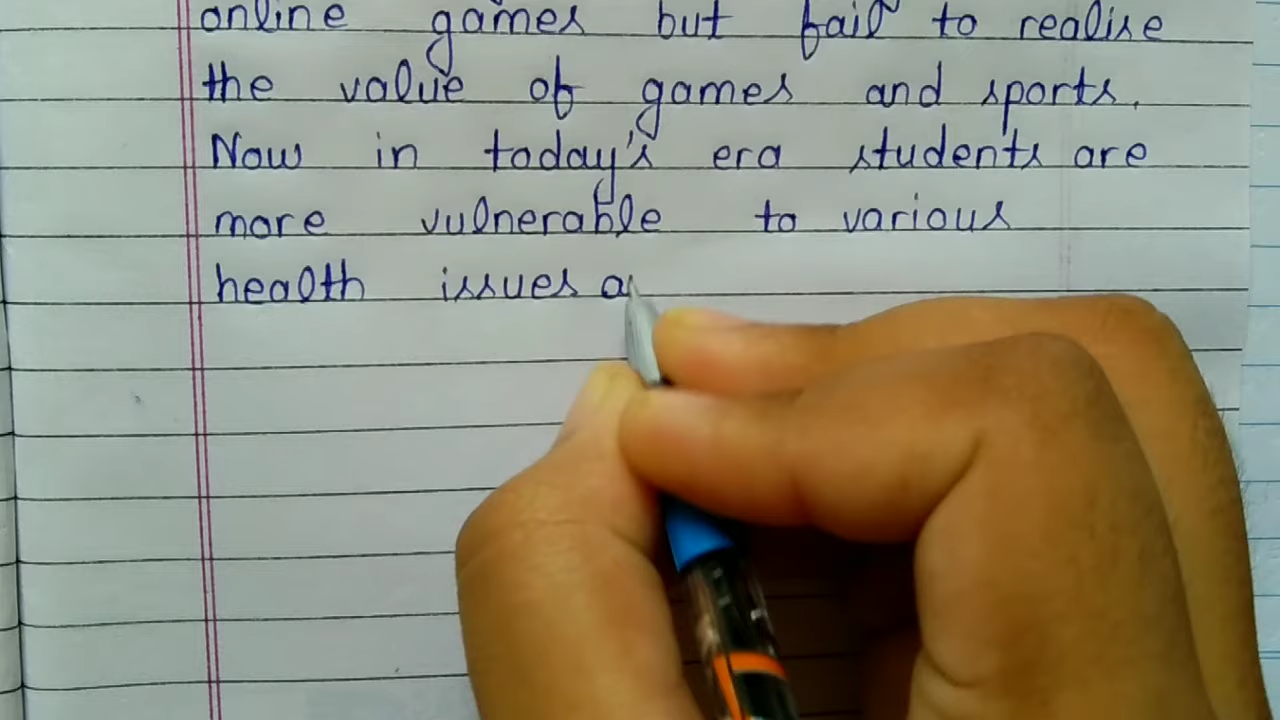 online games but fail to realise
the value of games and sports.
Now in today's era students are
more vulnerable to various
health issues a